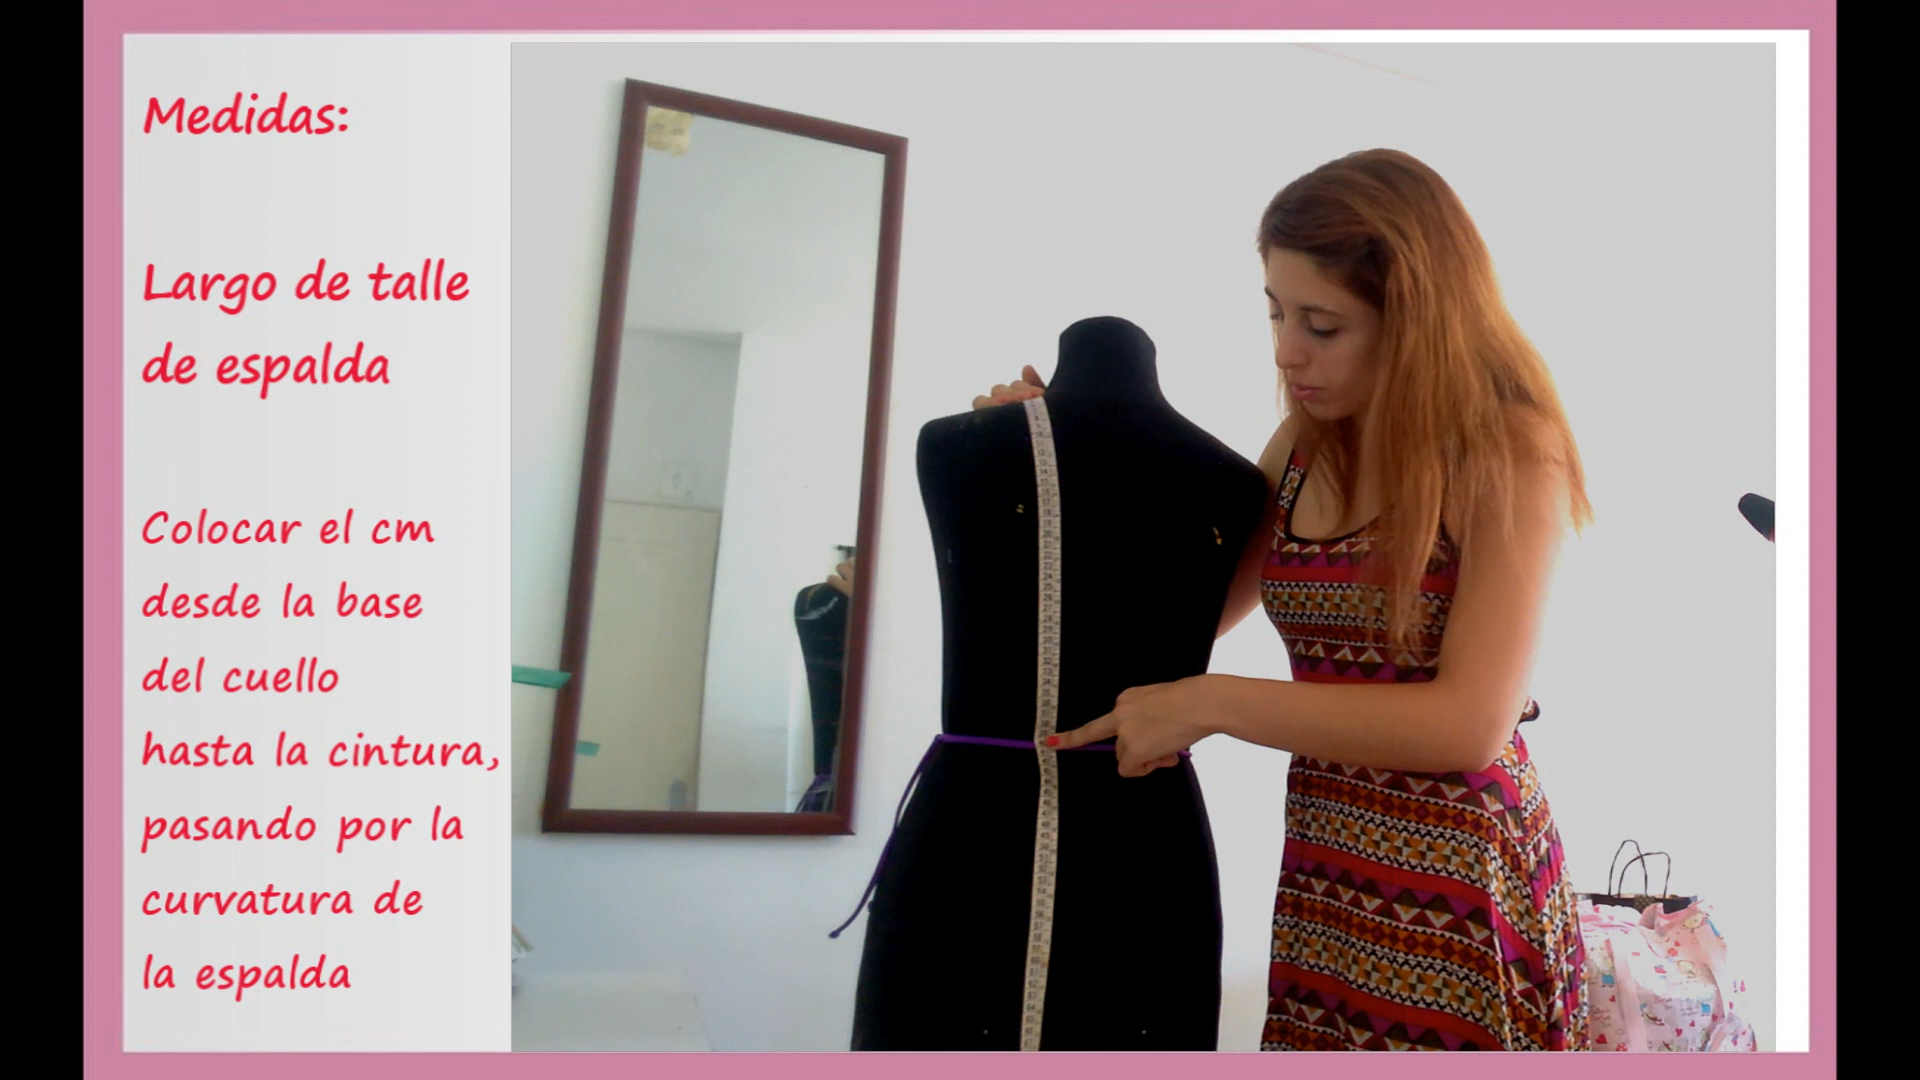 Medidas:
Largo de talle
de espalda
Colocar el cm
desde la base
del cuello
hasta la cintura,
pasando por la
curvatura de
la espalda